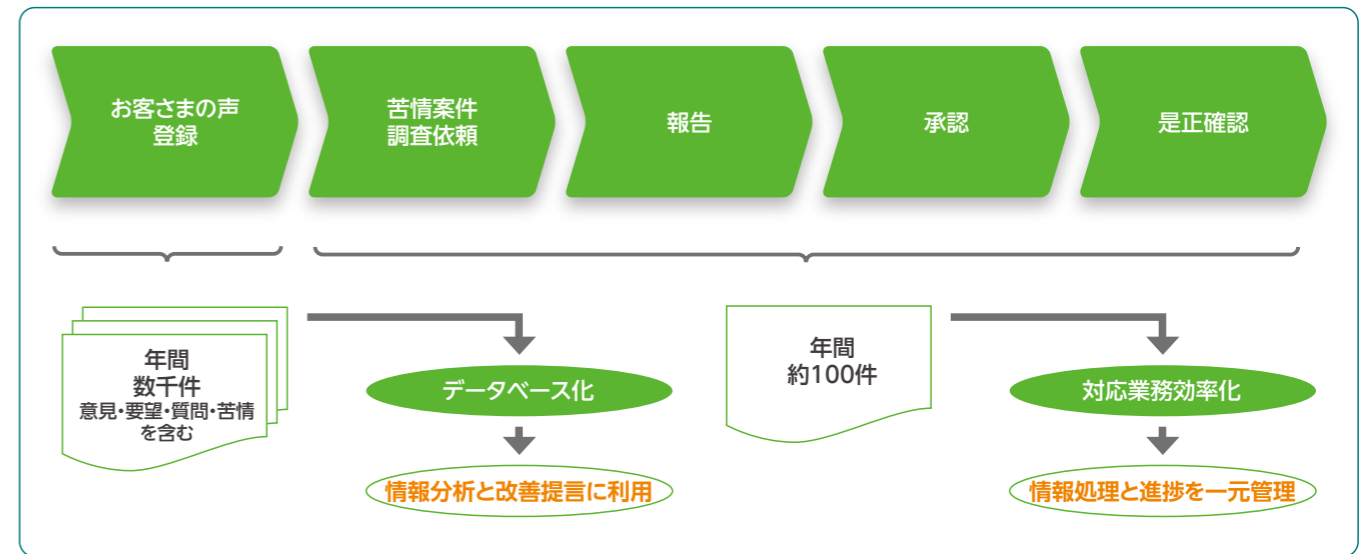 お客さまの声
登録
苦情案件
調査依頼
報告
承認
是正確認
年間
数千件
意見・要望・質問・苦情
を含む
データベース化
情報分析と改善提言に利用
年間
約100件
対応業務効率化
情報処理と進捗を一元管理